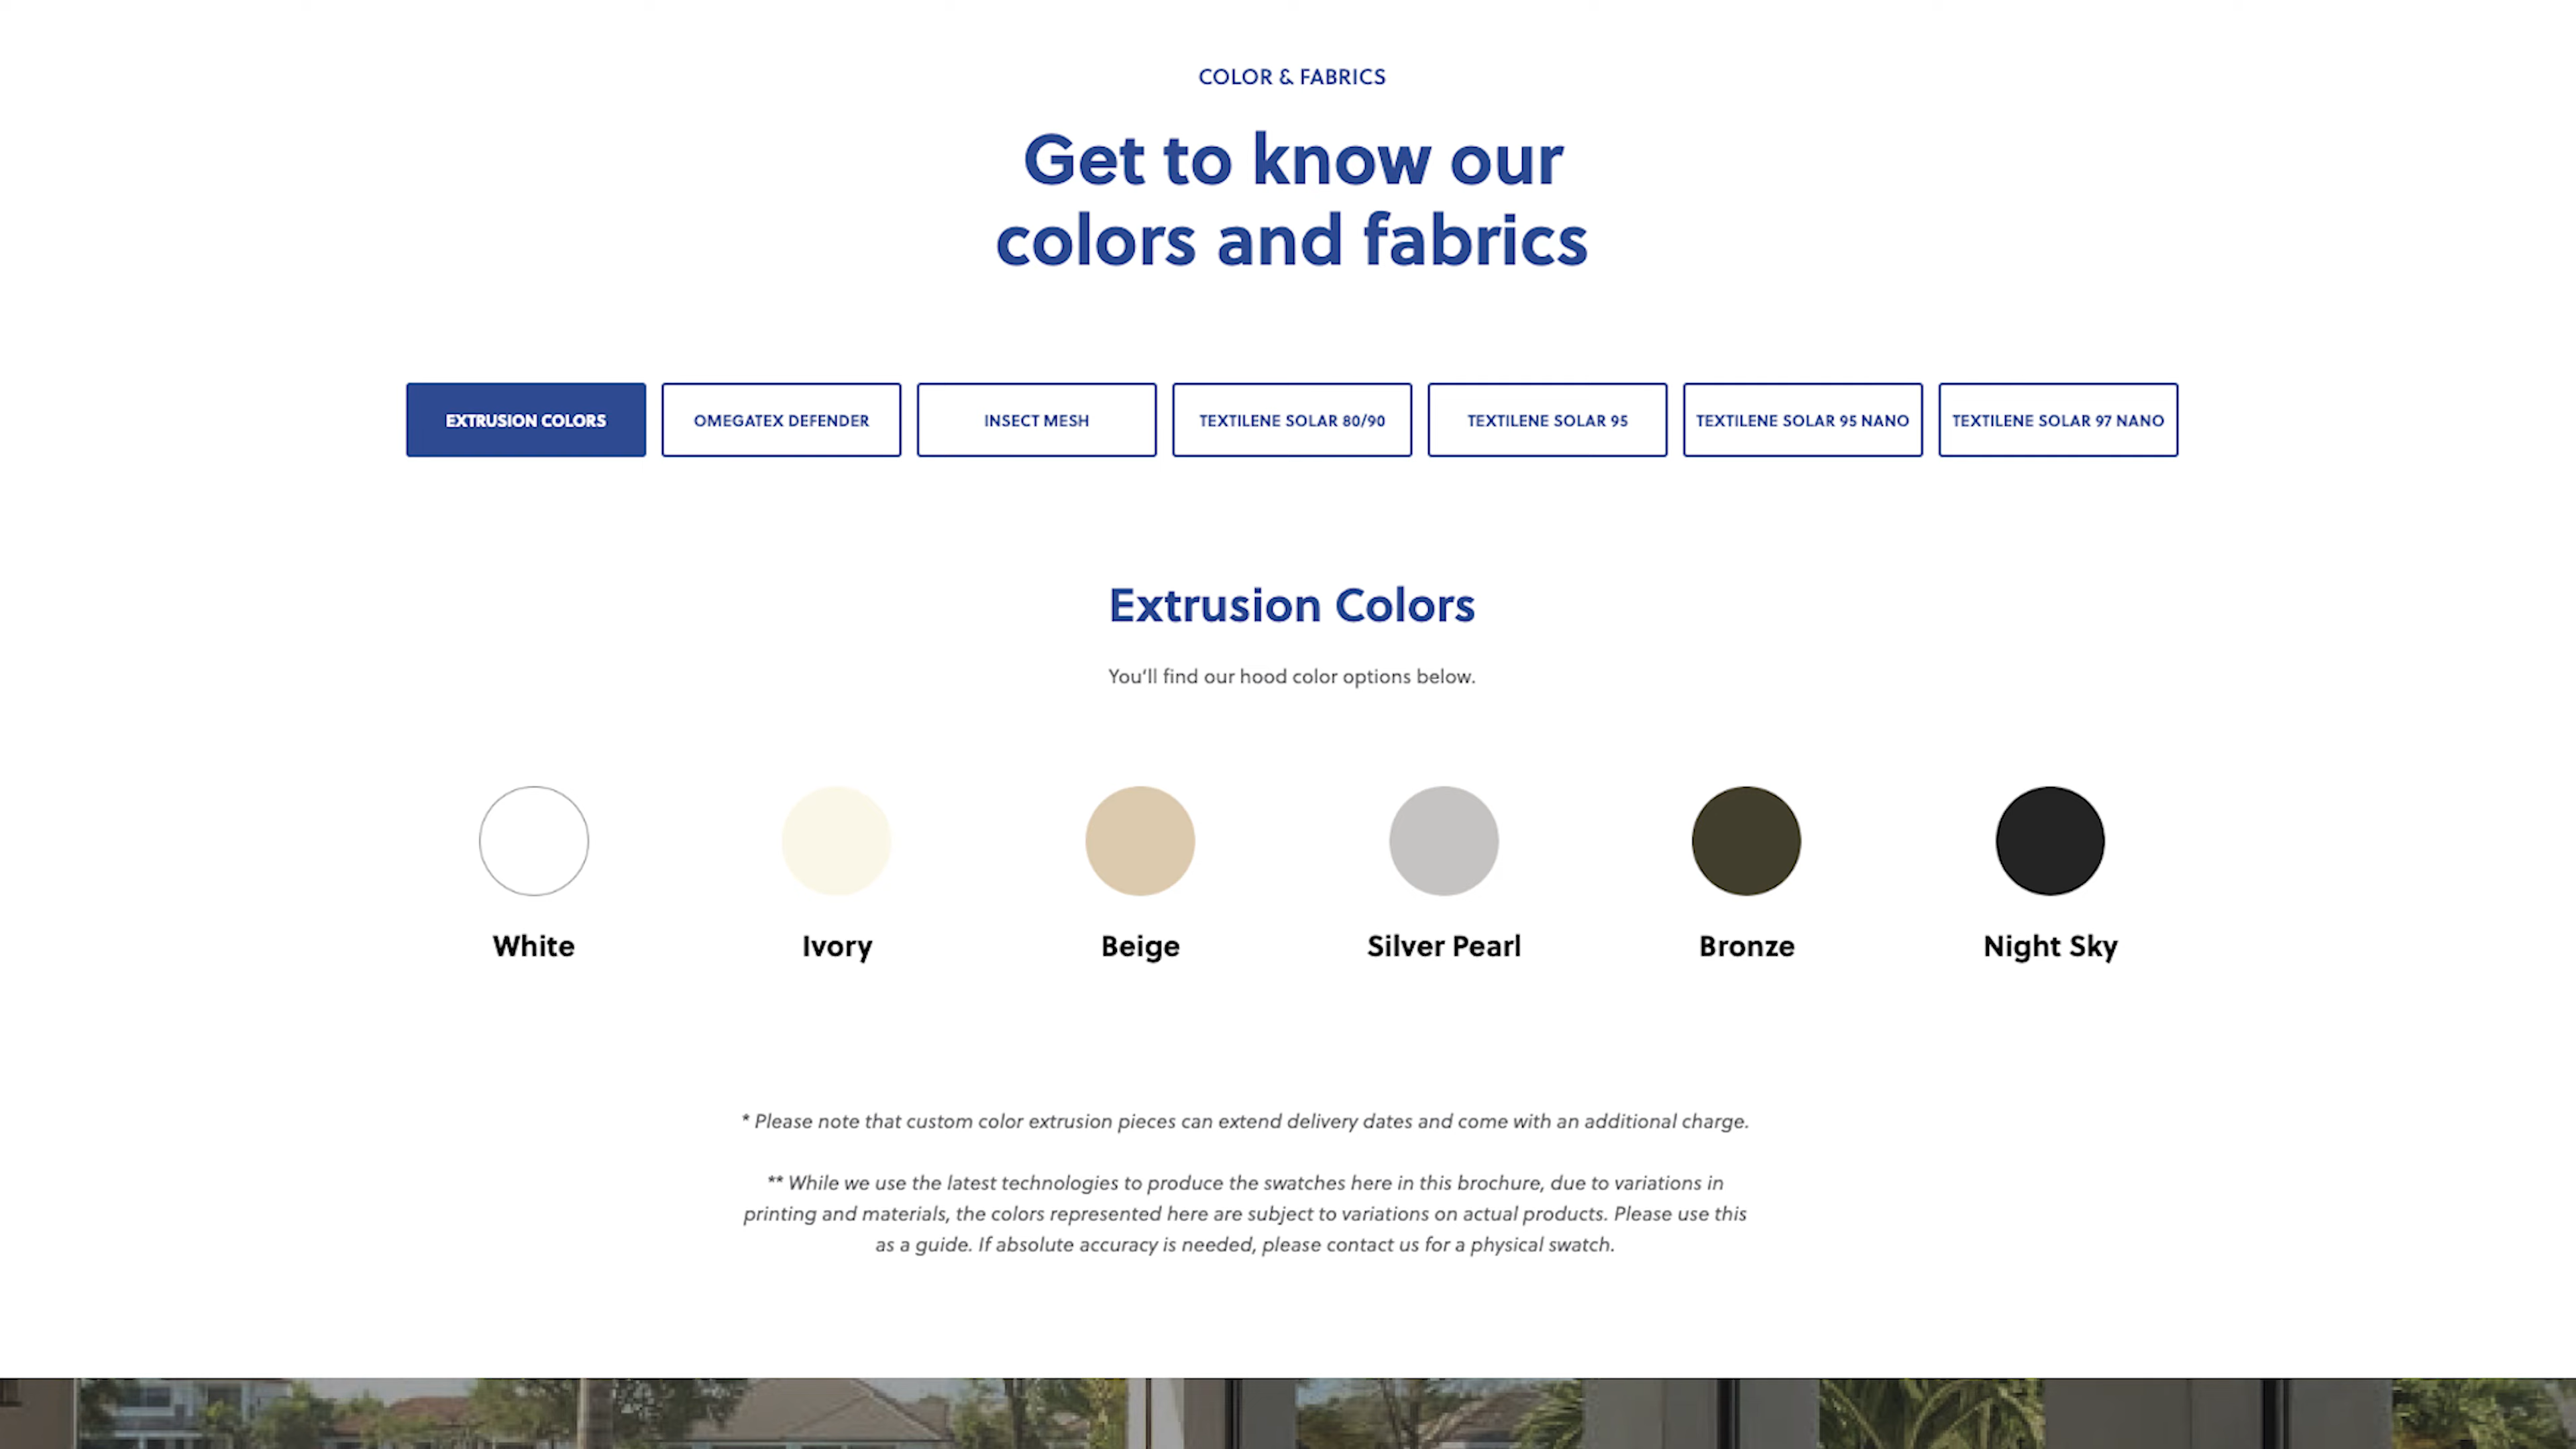 COLOR & FABRICS
Get to know our
colors and fabrics
EXTRUSION COLORS
OMEGATEX DEFENDER
INSECT MESH
TEXTILENE SOLAR 80/90
TEXTILENE SOLAR 95
TEXTILENE SOLAR 95 NANO
TEXTILENE SOLAR 97 NANO
Extrusion Colors
You'll find our hood color options below.
White
Ivory
Beige
Silver Pearl
Bronze
Night Sky
* Please note that custom color extrusion pieces can extend delivery dates and come with an additional charge.
** While we use the latest technologies to produce the swatches here in this brochure, due to variations in
printing and materials, the colors represented here are subject to variations on actual products. Please use this
as a guide. If absolute accuracy is needed, please contact us for a physical swatch.